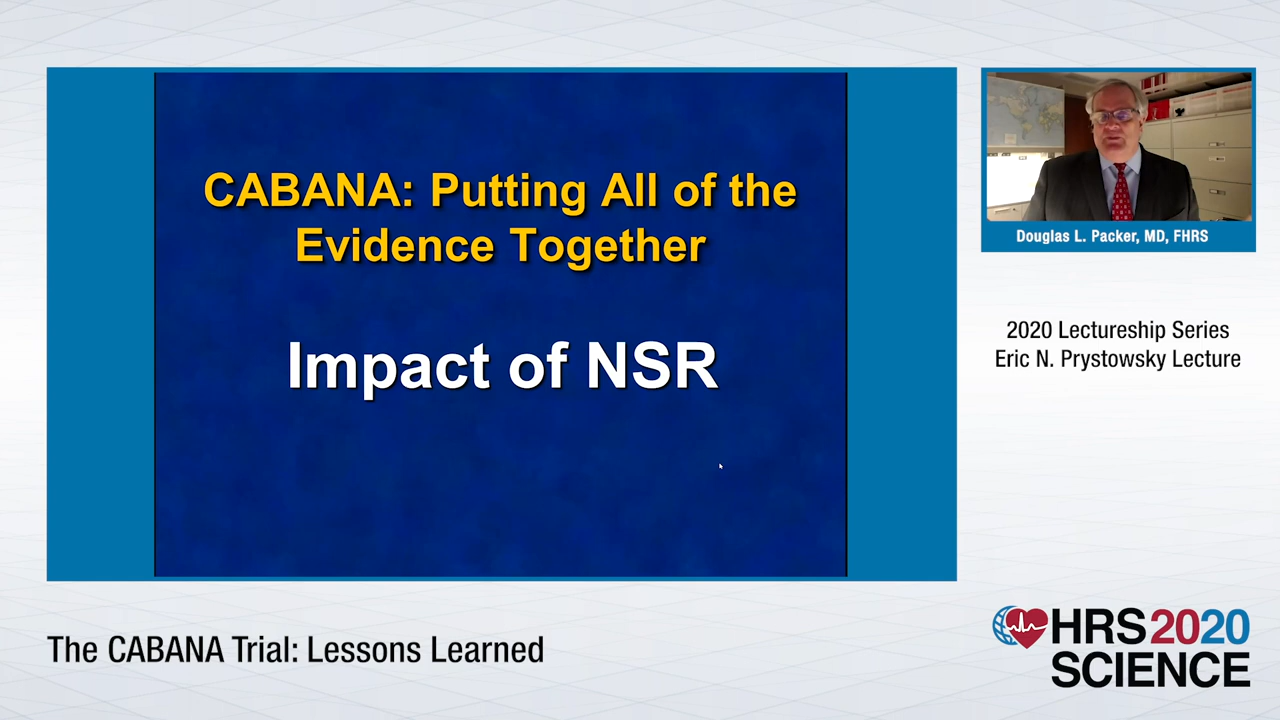 CABANA: Putting All of the
Evidence Together
Impact of NSR
Douglas L. Packer, MD, FHRS
2020 Lectureship Series
Eric N. Prystowsky Lecture
The CABANA Trial: Lessons Learned
HRS2020
SCIENCE